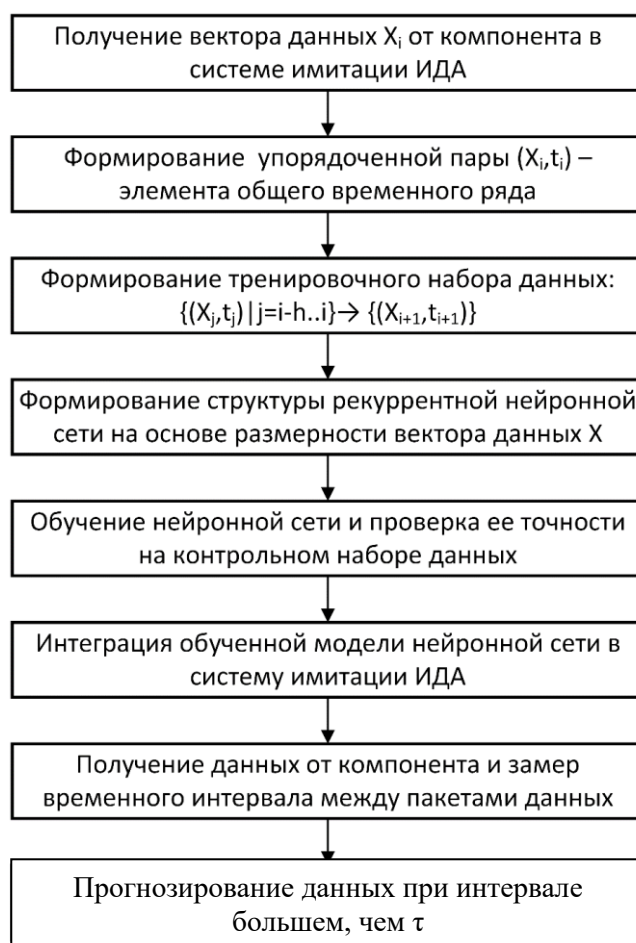 Получение вектора данных Xᵢ от компонента в
системе имитации ИДА
Формирование упорядоченной пары (Xᵢ,tᵢ) –
элемента общего временного ряда
Формирование тренировочного набора данных:
{(Xⱼ,tⱼ)|j=i-h..i}→ {(Xᵢ₊₁,tᵢ₊₁)}
Формирование структуры рекуррентной нейронной
сети на основе размерности вектора данных X
Обучение нейронной сети и проверка ее точности
на контрольном наборе данных
Интеграция обученной модели нейронной сети в
систему имитации ИДА
Получение данных от компонента и замер
временного интервала между пакетами данных
Прогнозирование данных при интервале
большем, чем τ